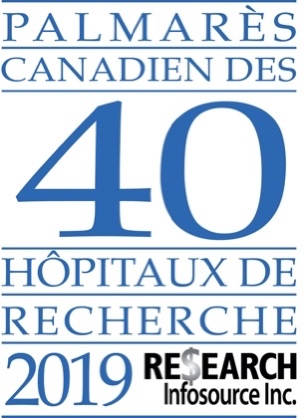 PALMARÈS
CANADIEN DES
40
HÔPITAUX DE
RECHERCHE
2019 RE$EARCH
Infosource Inc.